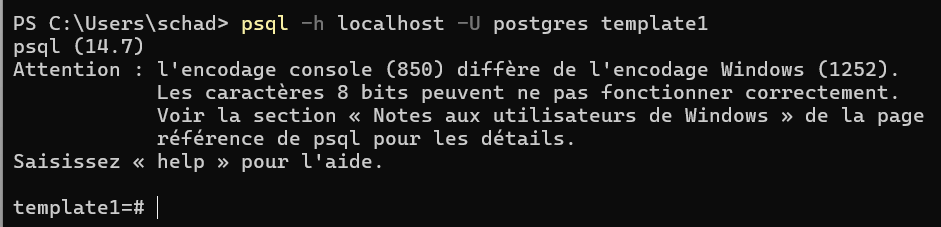 PS C:\Users\schad> psql -h localhost -U postgres template1
psql (14.7)
Attention : l'encodage console (850) diffère de l'encodage Windows (1252).
Les caractères 8 bits peuvent ne pas fonctionner correctement.
Voir la section « Notes aux utilisateurs de Windows » de la page
référence de psql pour les détails.
Saisissez « help » pour l'aide.
template1=#